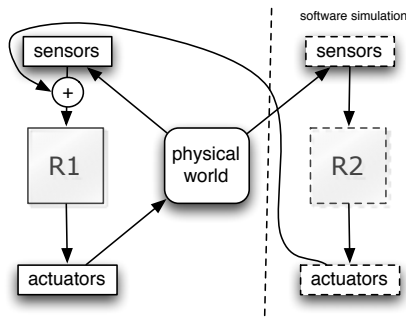 software simulation
sensors
sensors
+
R1
physical
world
R2
actuators
actuators